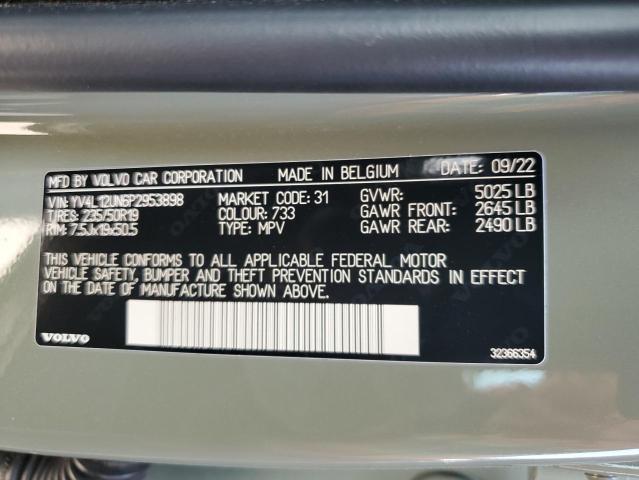 MFD BY VOLVO CAR CORPORATION MADE IN BELGIUM DATE: 09/22
VIN: YV4L12UN6P2953898 MARKET CODE: 31 GVWR: 5025 LB
TIRES: 235/50R19 COLOUR: 733 GAWR FRONT: 2645 LB
RIM: 7.5Jx19x50.5 TYPE: MPV GAWR REAR: 2490 LB
THIS VEHICLE CONFORMS TO ALL APPLICABLE FEDERAL MOTOR
VEHICLE SAFETY, BUMPER AND THEFT PREVENTION STANDARDS IN EFFECT
ON THE DATE OF MANUFACTURE SHOWN ABOVE.
VOLVO 32366354